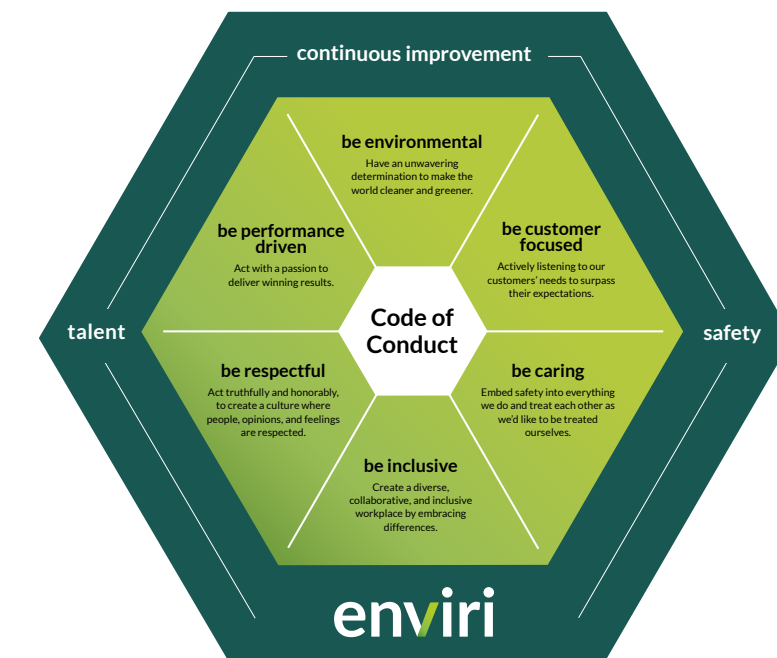 continuous improvement
be environmental
Have an unwavering
determination to make the
world cleaner and greener.
be performance
driven
Act with a passion to
deliver winning results.
be customer
focused
Actively listening to our
customers' needs to surpass
their expectations.
talent
Code of
Conduct
safety
be respectful
Act truthfully and honorably,
to create a culture where
people, opinions, and feelings
are respected.
be caring
Embed safety into everything
we do and treat each other as
we'd like to be treated
ourselves.
be inclusive
Create a diverse,
collaborative, and inclusive
workplace by embracing
differences.
enviri